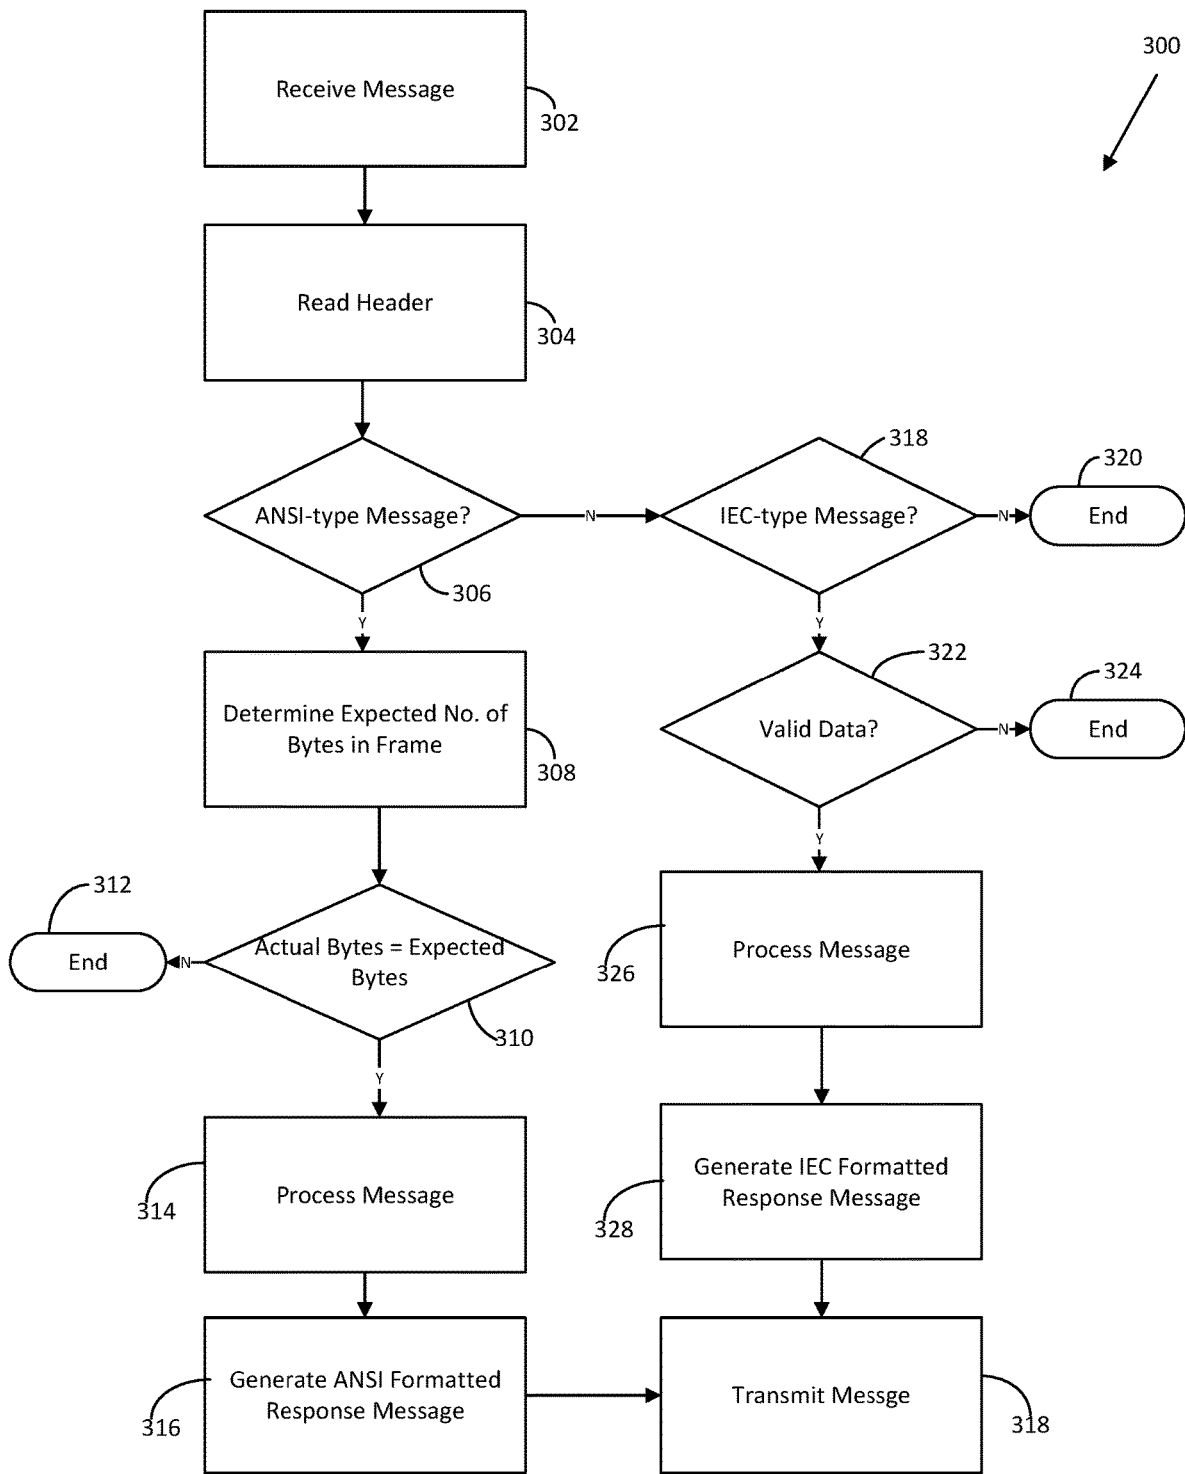 300
Receive Message
302
Read Header
304
ANSI-type Message?
306
N
IEC-type Message?
318
N
End
320
Y
Y
Determine Expected No. of
Bytes in Frame
308
Valid Data?
322
N
End
324
Y
Actual Bytes = Expected
Bytes
310
N
End
312
Y
Process Message
326
Process Message
314
Generate IEC Formatted
Response Message
328
Generate ANSI Formatted
Response Message
316
Transmit Messge
318